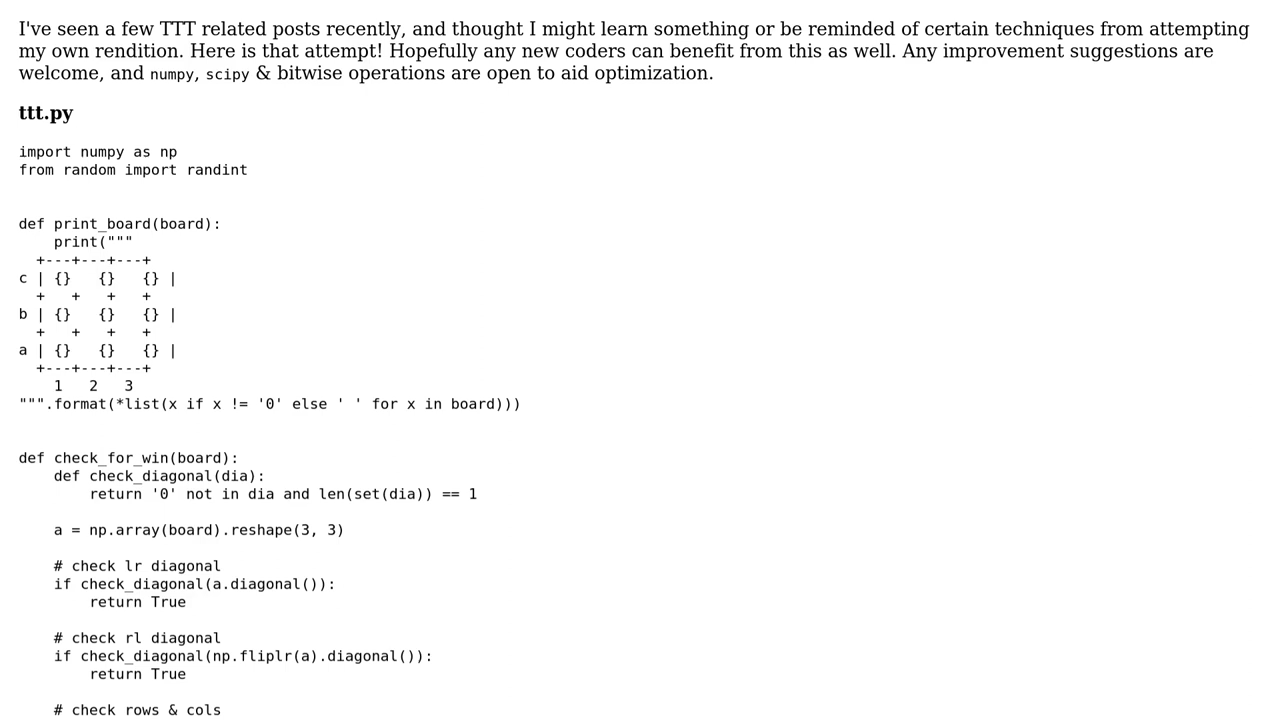 I've seen a few TTT related posts recently, and thought I might learn something or be reminded of certain techniques from attempting
my own rendition. Here is that attempt! Hopefully any new coders can benefit from this as well. Any improvement suggestions are
welcome, and numpy, scipy & bitwise operations are open to aid optimization.
ttt.py
import numpy as np
from random import randint
def print_board(board):
    print("""
  +---+---+---+
c | {}   {}   {} |
  +   +   +   +
b | {}   {}   {} |
  +   +   +   +
a | {}   {}   {} |
  +---+---+---+
    1   2   3
""".format(*list(x if x != '0' else ' ' for x in board)))
def check_for_win(board):
    def check_diagonal(dia):
        return '0' not in dia and len(set(dia)) == 1
    a = np.array(board).reshape(3, 3)
    # check lr diagonal
    if check_diagonal(a.diagonal()):
        return True
    # check rl diagonal
    if check_diagonal(np.fliplr(a).diagonal()):
        return True
    # check rows & cols